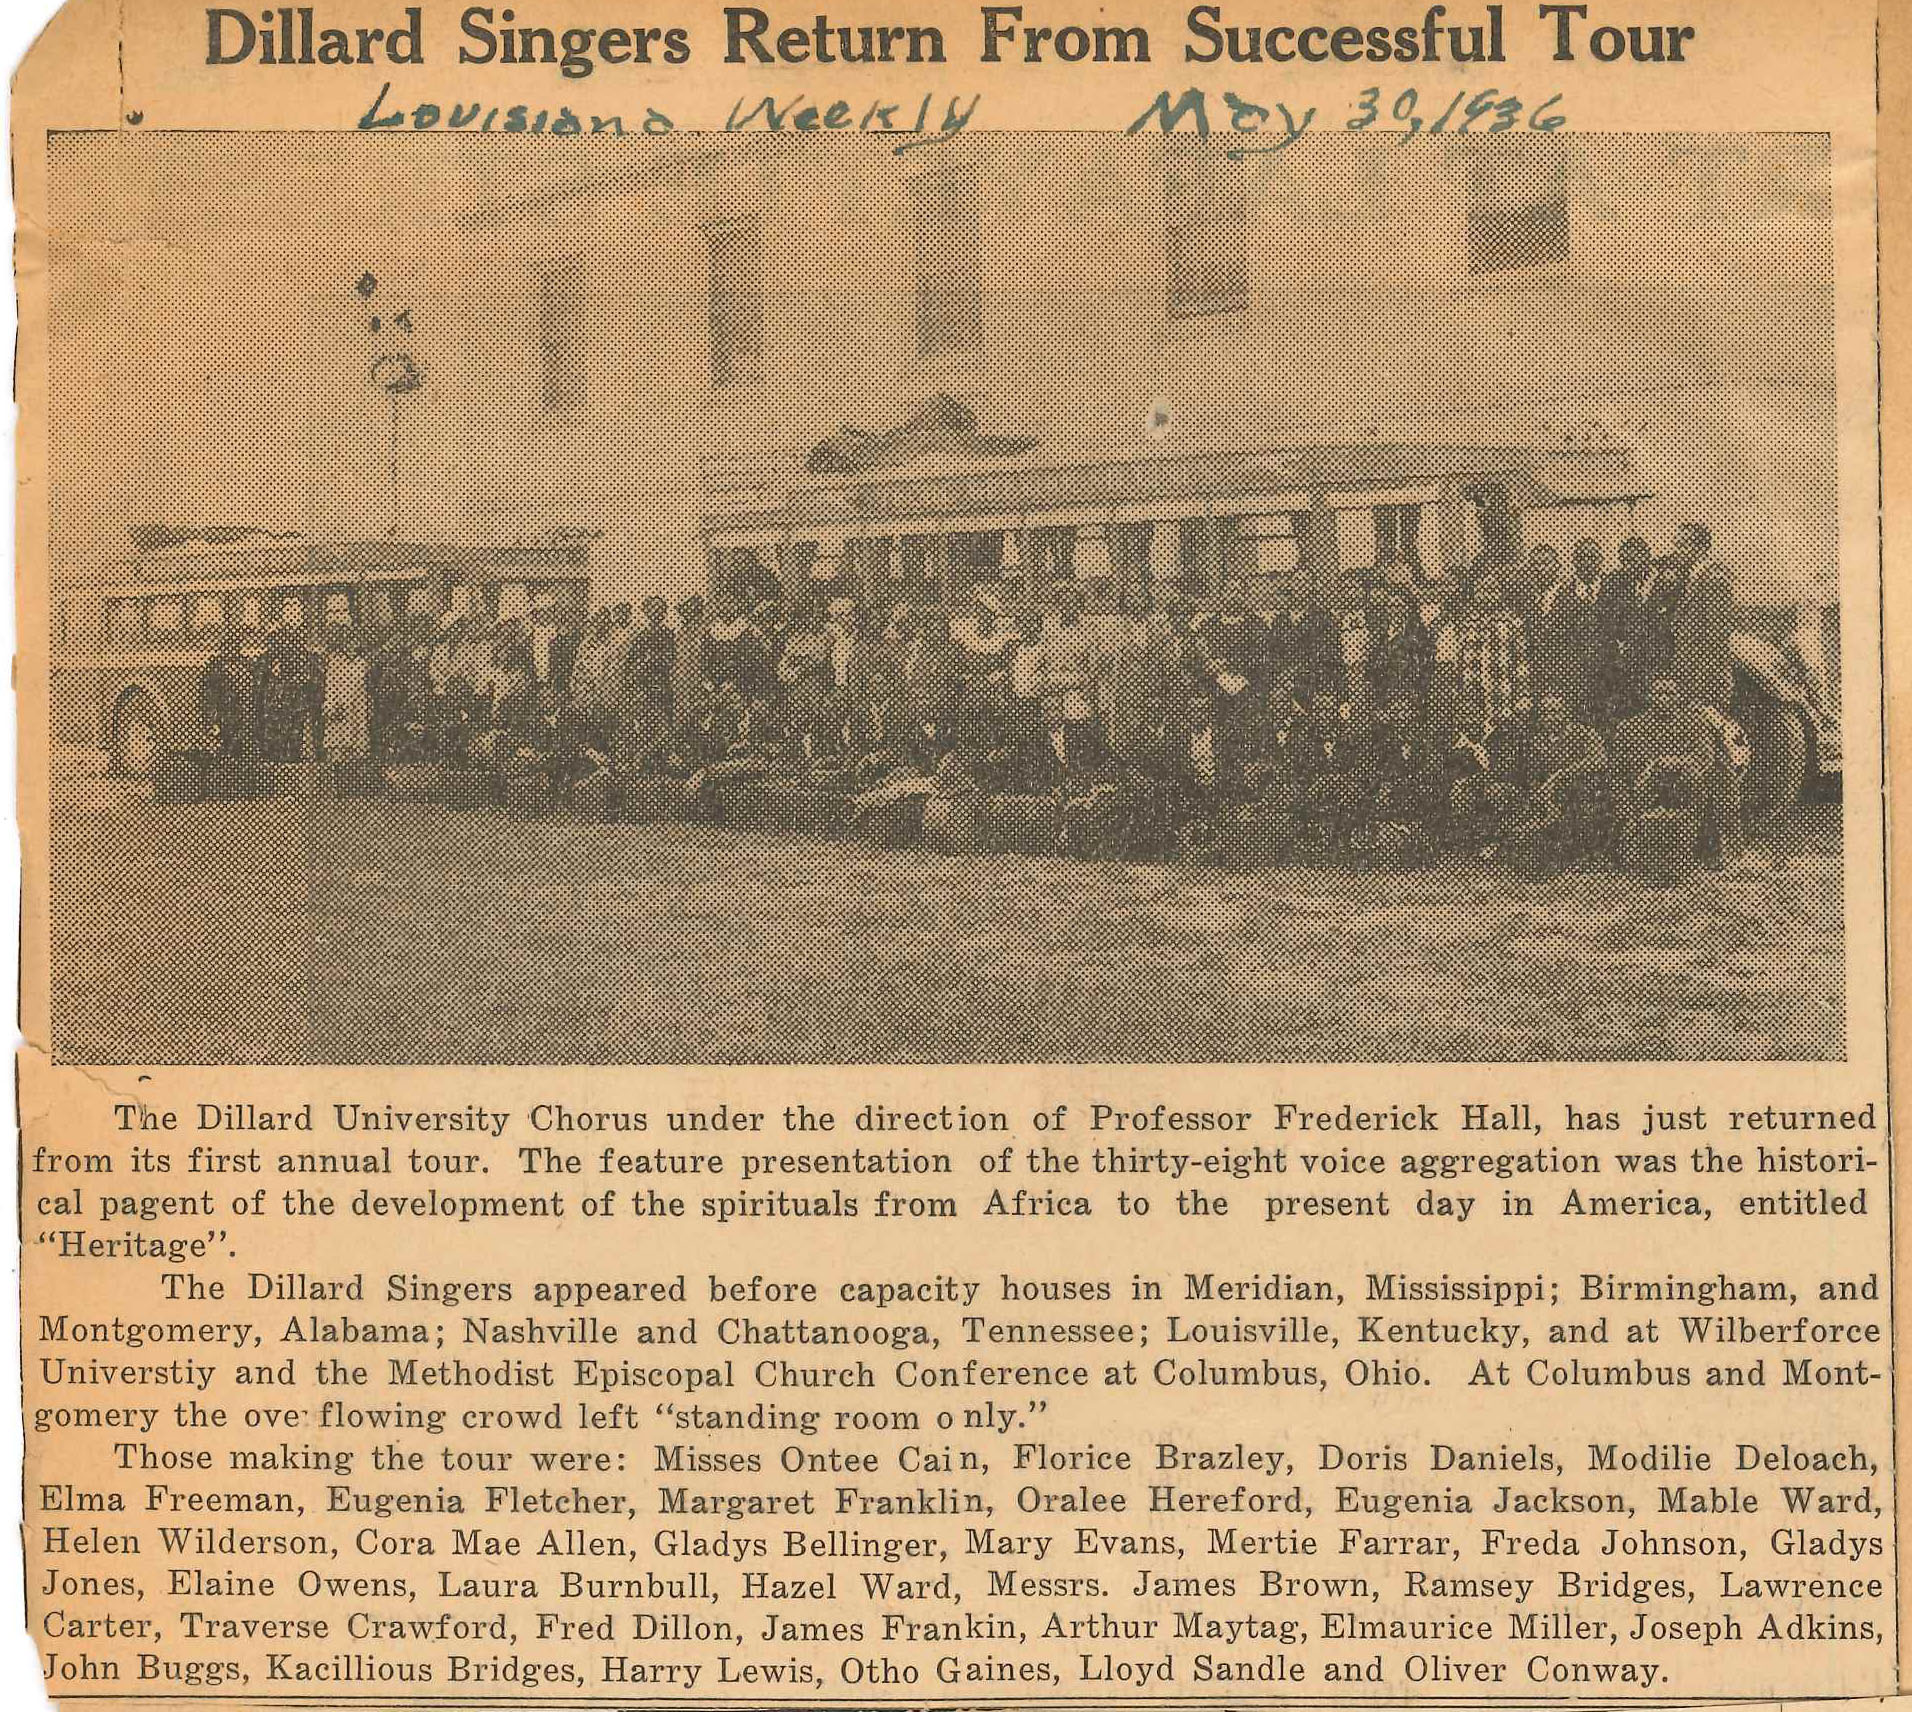 Dillard Singers Return From Successful Tour
Louisiana Weekly May 30, 1936
The Dillard University Chorus under the direction of Professor Frederick Hall, has just returned
from its first annual tour. The feature presentation of the thirty-eight voice aggregation was the histori-
cal pagent of the development of the spirituals from Africa to the present day in America, entitled
“Heritage”.
The Dillard Singers appeared before capacity houses in Meridian, Mississippi; Birmingham, and
Montgomery, Alabama; Nashville and Chattanooga, Tennessee; Louisville, Kentucky, and at Wilberforce
Universtiy and the Methodist Episcopal Church Conference at Columbus, Ohio. At Columbus and Mont-
gomery the over flowing crowd left “standing room o nly.”
Those making the tour were: Misses Ontee Cain, Florice Brazley, Doris Daniels, Modilie Deloach,
Elma Freeman, Eugenia Fletcher, Margaret Franklin, Oralee Hereford, Eugenia Jackson, Mable Ward,
Helen Wilderson, Cora Mae Allen, Gladys Bellinger, Mary Evans, Mertie Farrar, Freda Johnson, Gladys
Jones, Elaine Owens, Laura Burnbull, Hazel Ward, Messrs. James Brown, Ramsey Bridges, Lawrence
Carter, Traverse Crawford, Fred Dillon, James Frankin, Arthur Maytag, Elmaurice Miller, Joseph Adkins,
John Buggs, Kacillious Bridges, Harry Lewis, Otho Gaines, Lloyd Sandle and Oliver Conway.